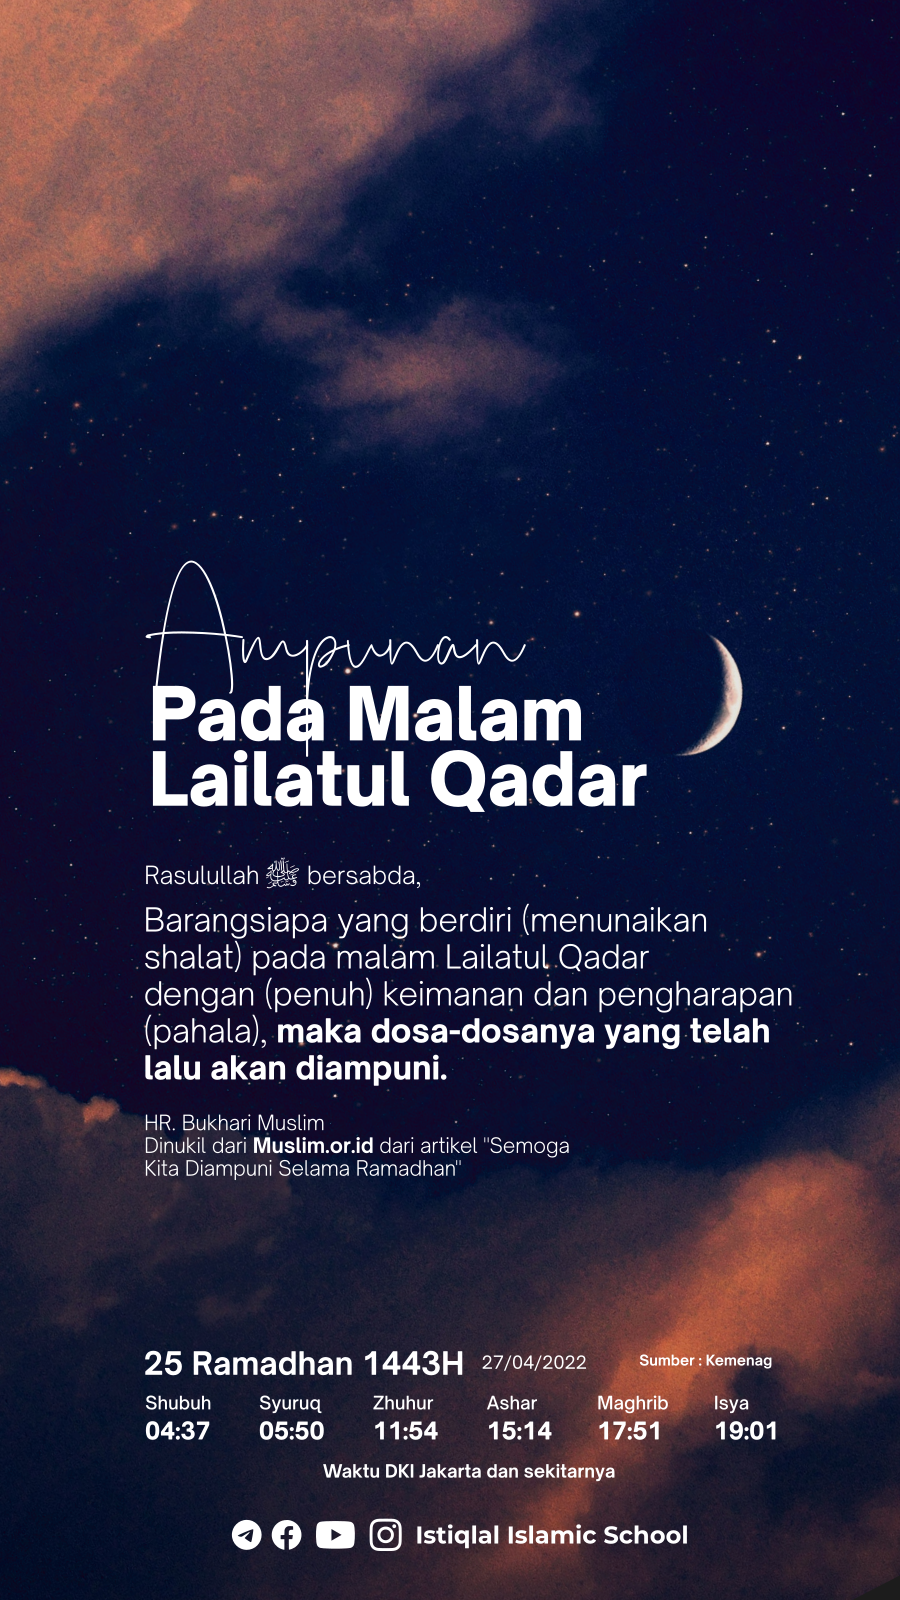 Ampunan
Pada Malam
Lailatul Qadar
Rasulullah ﷺ bersabda,
Barangsiapa yang berdiri (menunaikan
shalat) pada malam Lailatul Qadar
dengan (penuh) keimanan dan pengharapan
(pahala), maka dosa-dosanya yang telah
lalu akan diampuni.
HR. Bukhari Muslim
Dinukil dari Muslim.or.id dari artikel "Semoga
Kita Diampuni Selama Ramadhan"
25 Ramadhan 1443H 27/04/2022 Sumber : Kemenag
Shubuh Syuruq Zhuhur Ashar Maghrib Isya
04:37 05:50 11:54 15:14 17:51 19:01
Waktu DKI Jakarta dan sekitarnya
Istiqlal Islamic School